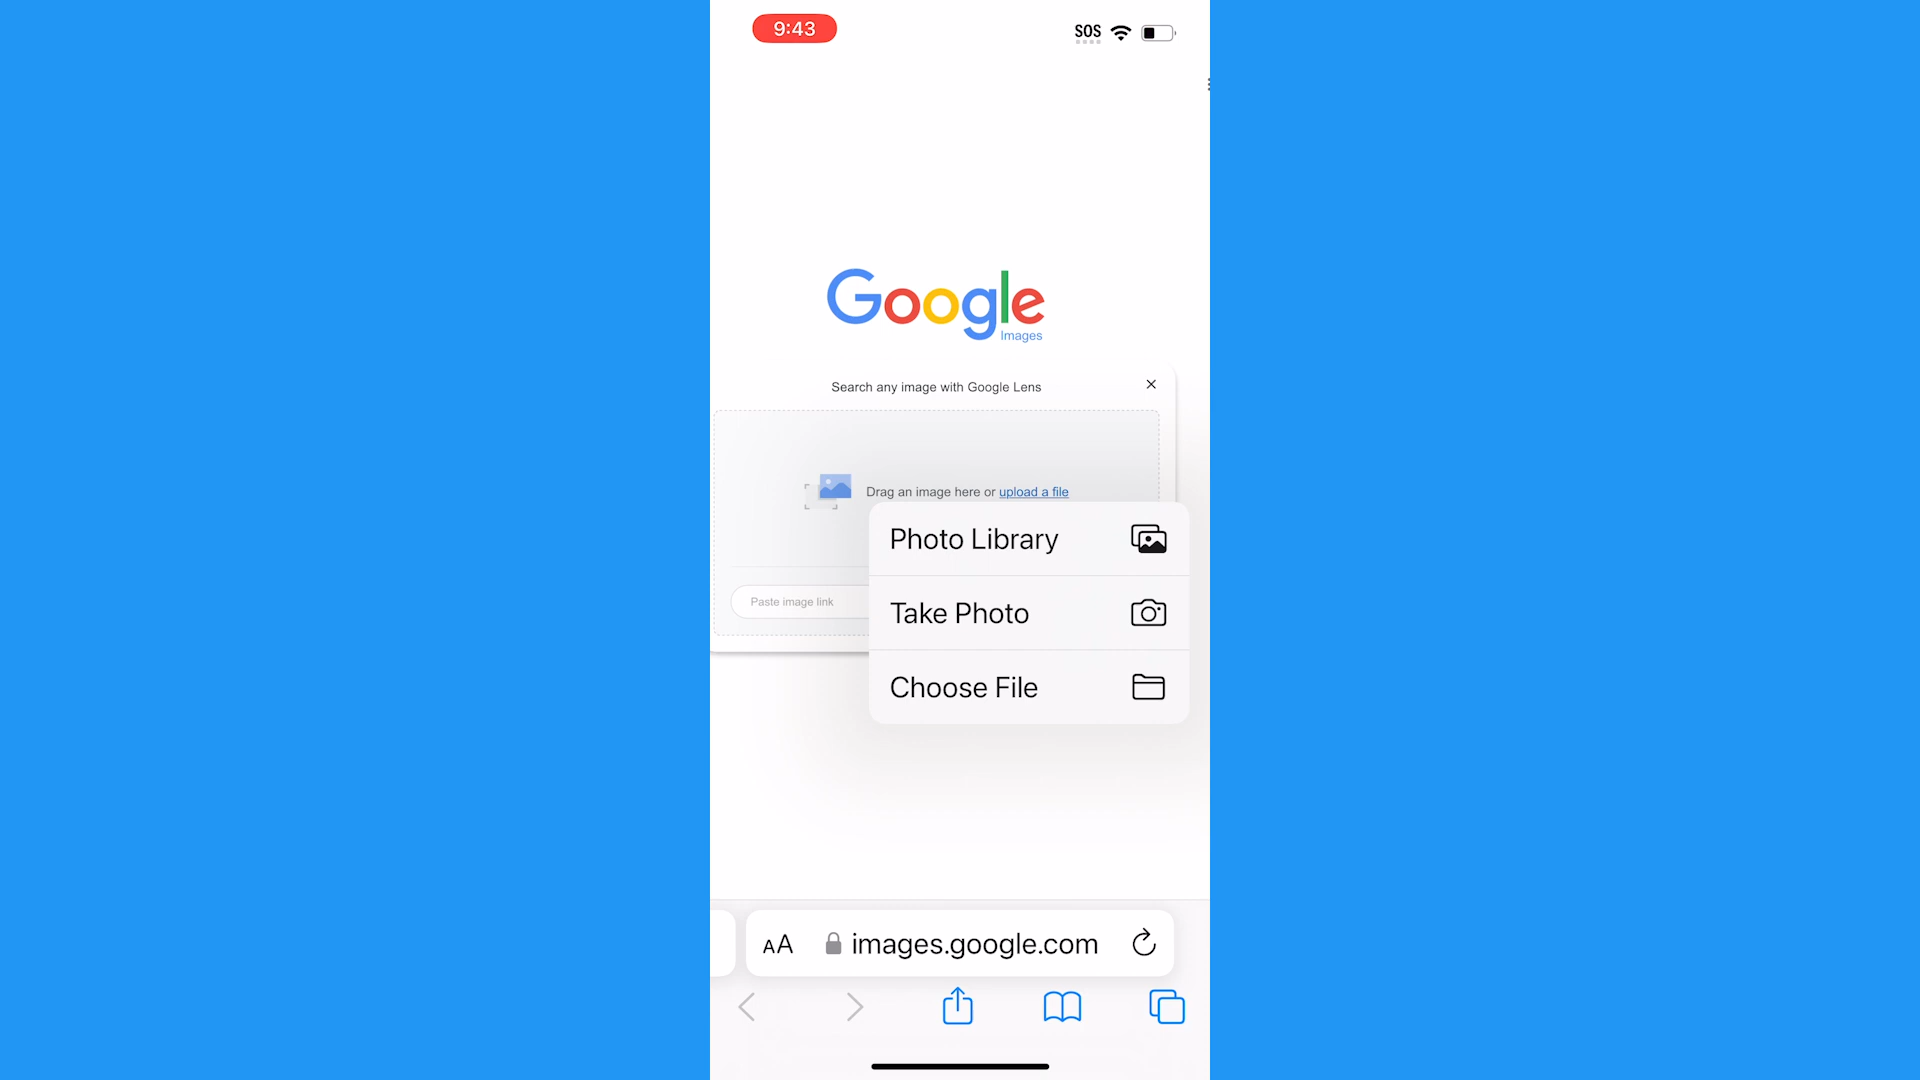 9:43
SOS
Google
Images
Search any image with Google Lens
Drag an image here or upload a file
Photo Library
Paste image link
Take Photo
Choose File
AA images.google.com